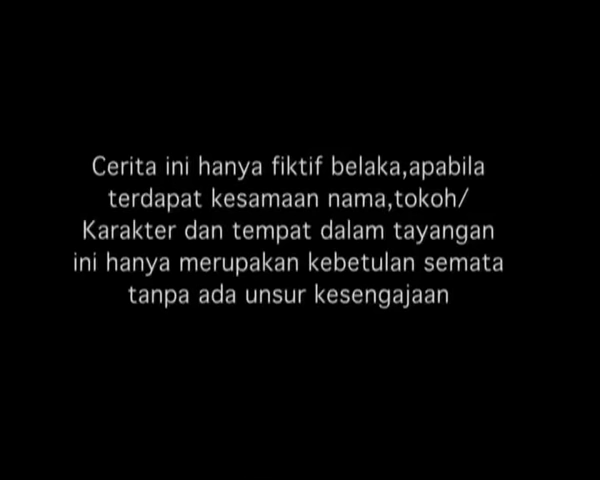 Cerita ini hanya fiktif belaka,apabila
terdapat kesamaan nama,tokoh/
Karakter dan tempat dalam tayangan
ini hanya merupakan kebetulan semata
tanpa ada unsur kesengajaan